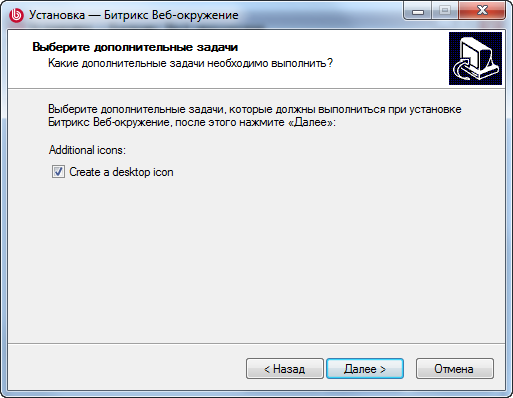 Установка — Битрикс Веб-окружение
Выберите дополнительные задачи
Какие дополнительные задачи необходимо выполнить?
Выберите дополнительные задачи, которые должны выполниться при установке
Битрикс Веб-окружение, после этого нажмите «Далее»:
Additional icons:
Create a desktop icon
< Назад Далее > Отмена